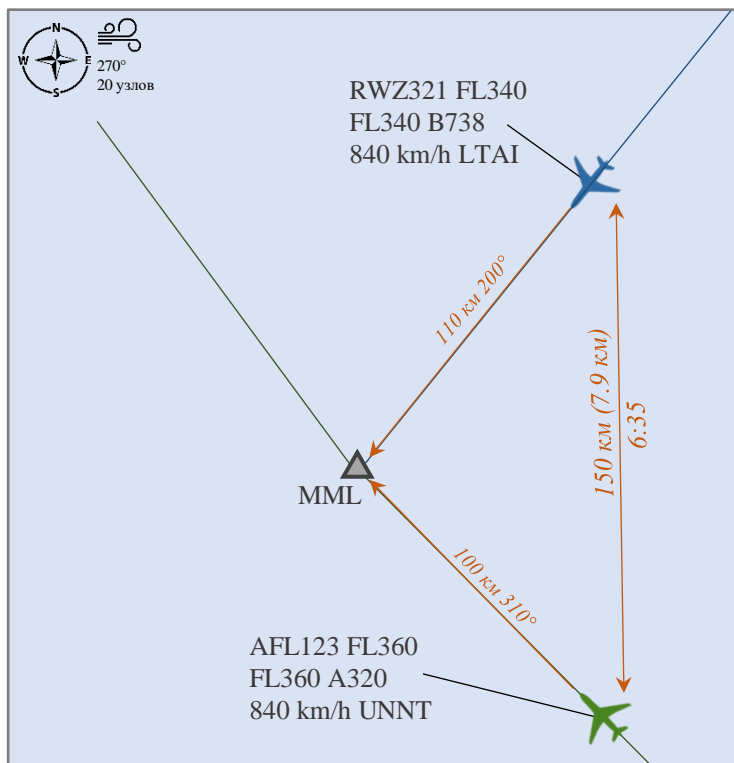 N
W
E
S
270°
20 узлов
RWZ321 FL340
FL340 B738
840 km/h LTAI
110 км 200°
150 км (7.9 км)
6:35
MML
100 км 310°
AFL123 FL360
FL360 A320
840 km/h UNNT